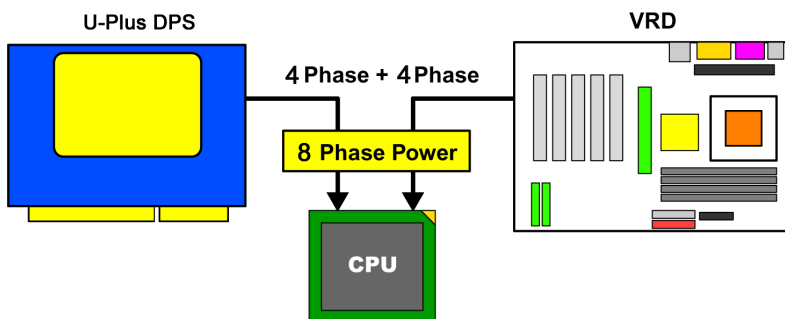 U-Plus DPS
VRD
4 Phase + 4 Phase
8 Phase Power
CPU